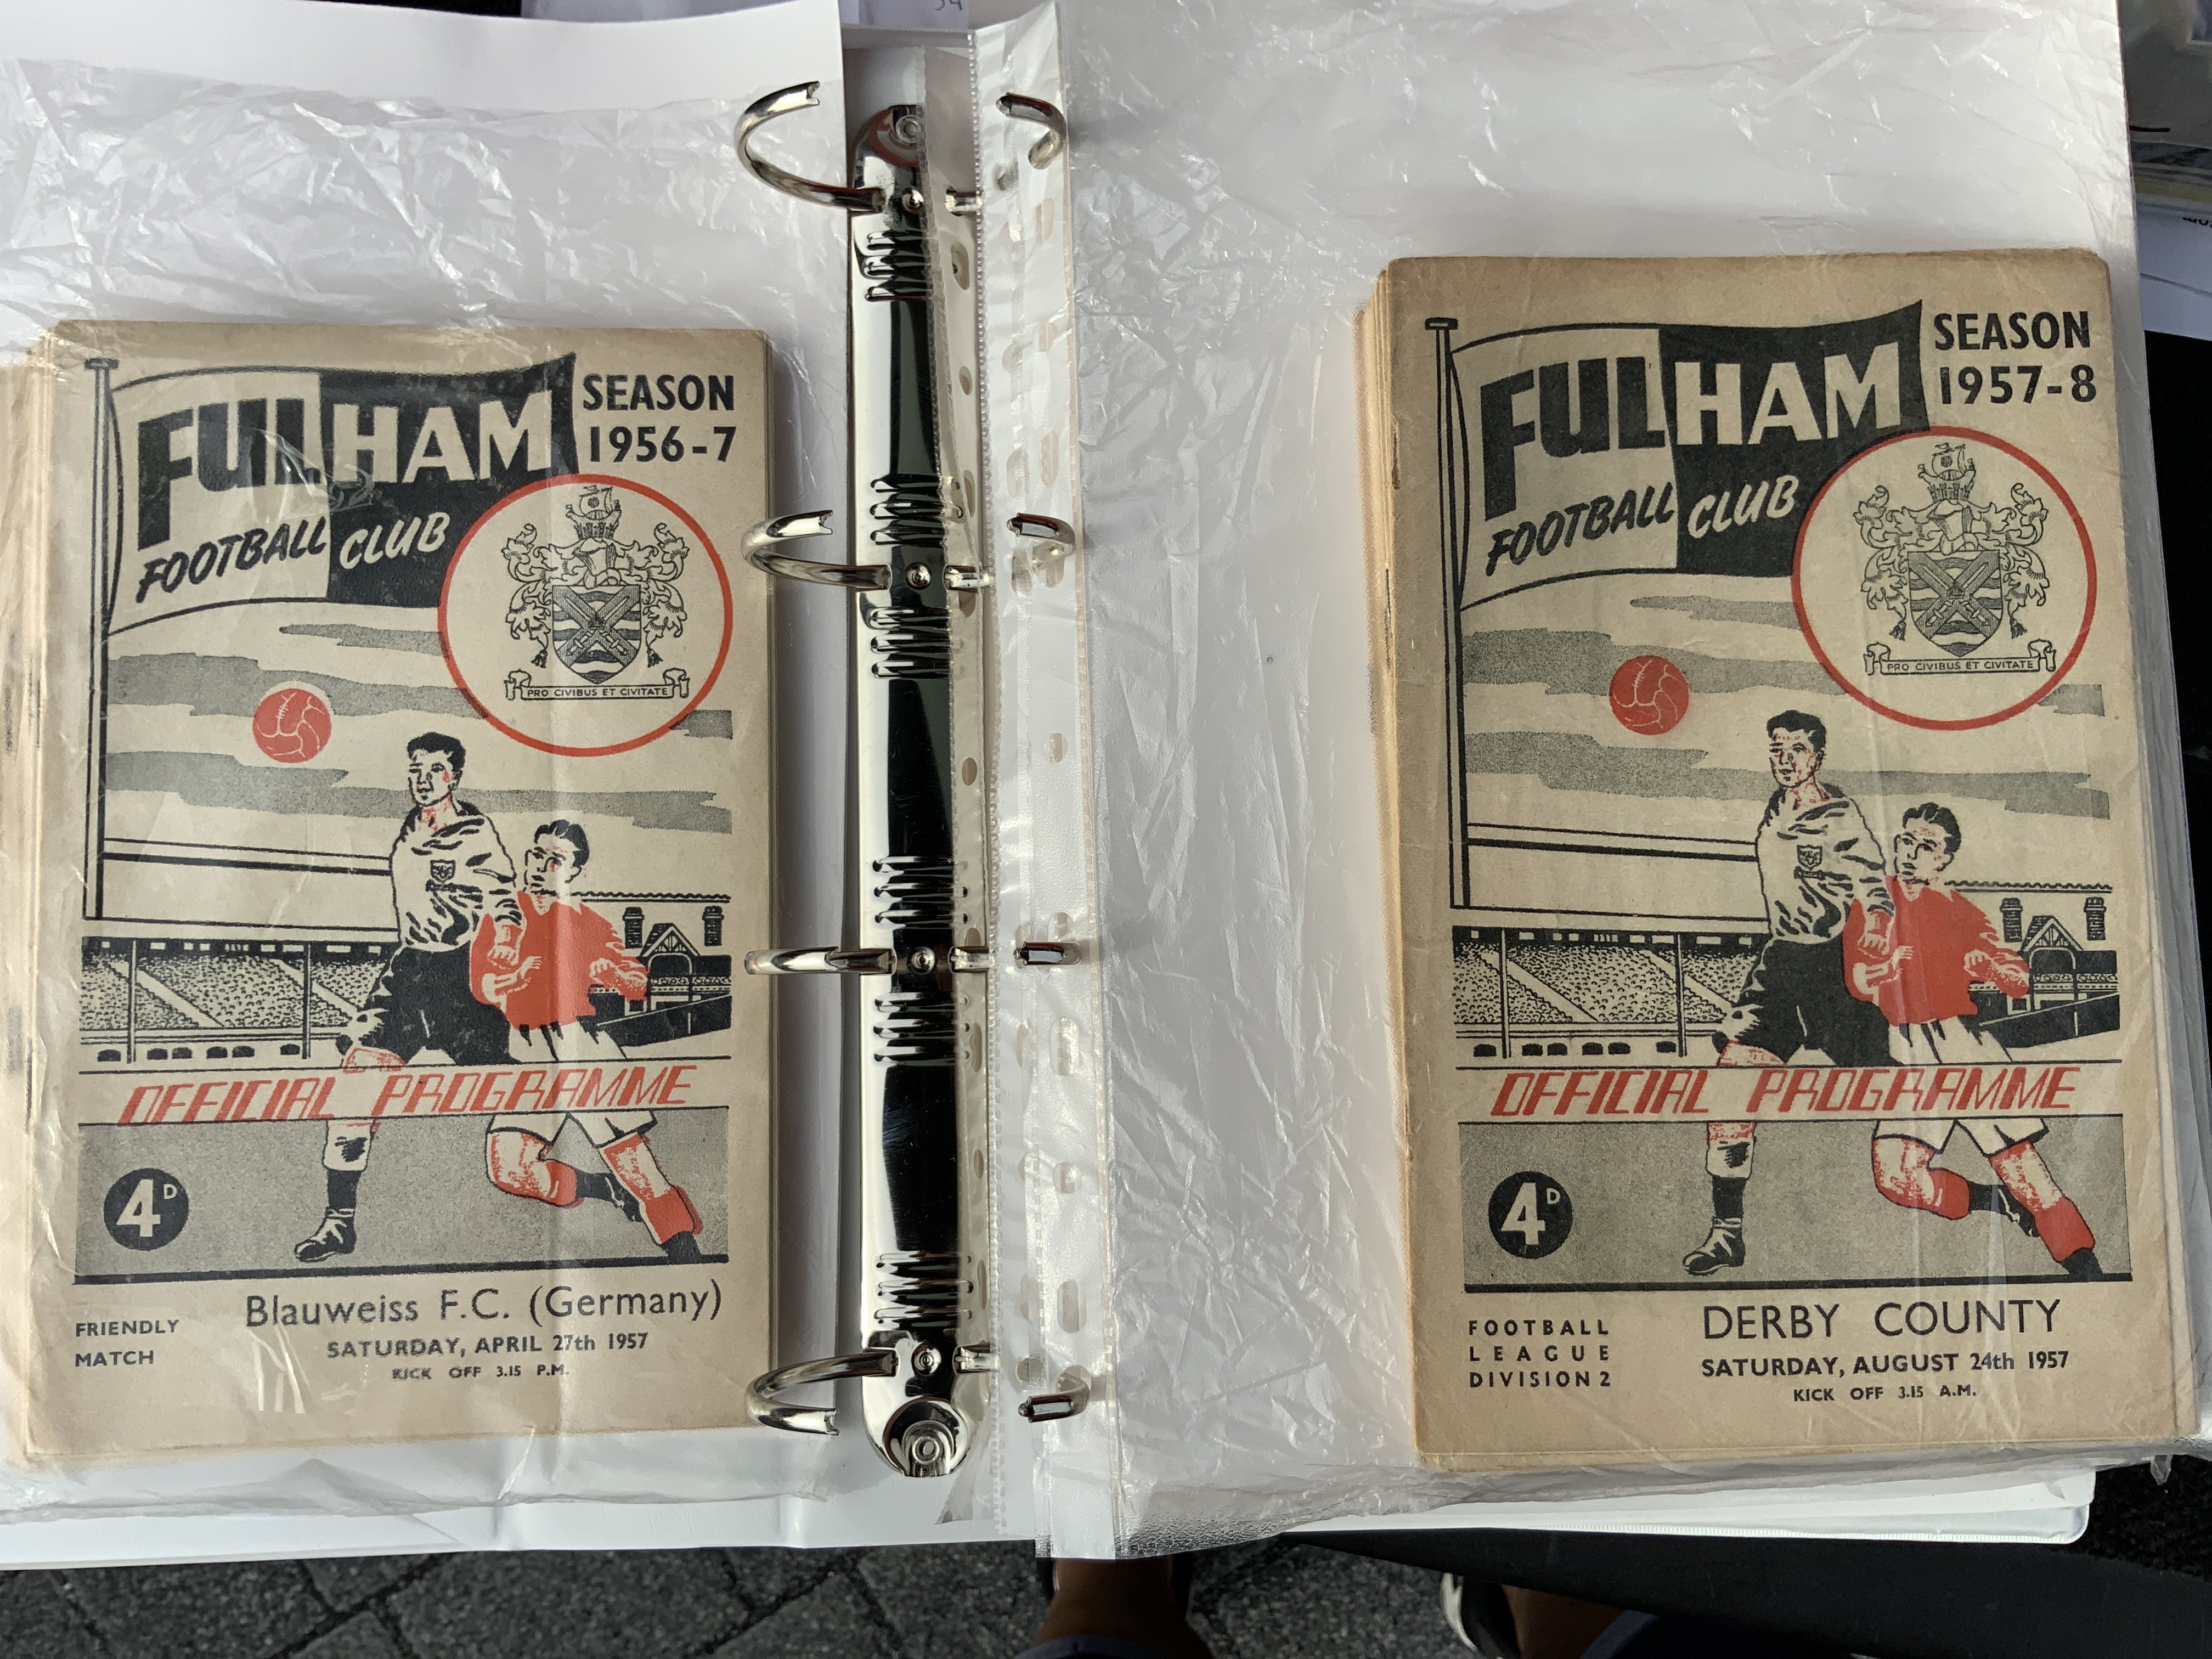 FULHAM
FOOTBALL CLUB
SEASON
1956-7
PRO CIVIBUS ET CIVITATE
OFFICIAL PROGRAMME
4D
FRIENDLY
MATCH
Blauweiss F.C. (Germany)
SATURDAY, APRIL 27th 1957
KICK OFF 3.15 P.M.
FULHAM
FOOTBALL CLUB
SEASON
1957-8
PRO CIVIBUS ET CIVITATE
OFFICIAL PROGRAMME
4D
FOOTBALL
LEAGUE
DIVISION 2
DERBY COUNTY
SATURDAY, AUGUST 24th 1957
KICK OFF 3.15 A.M.